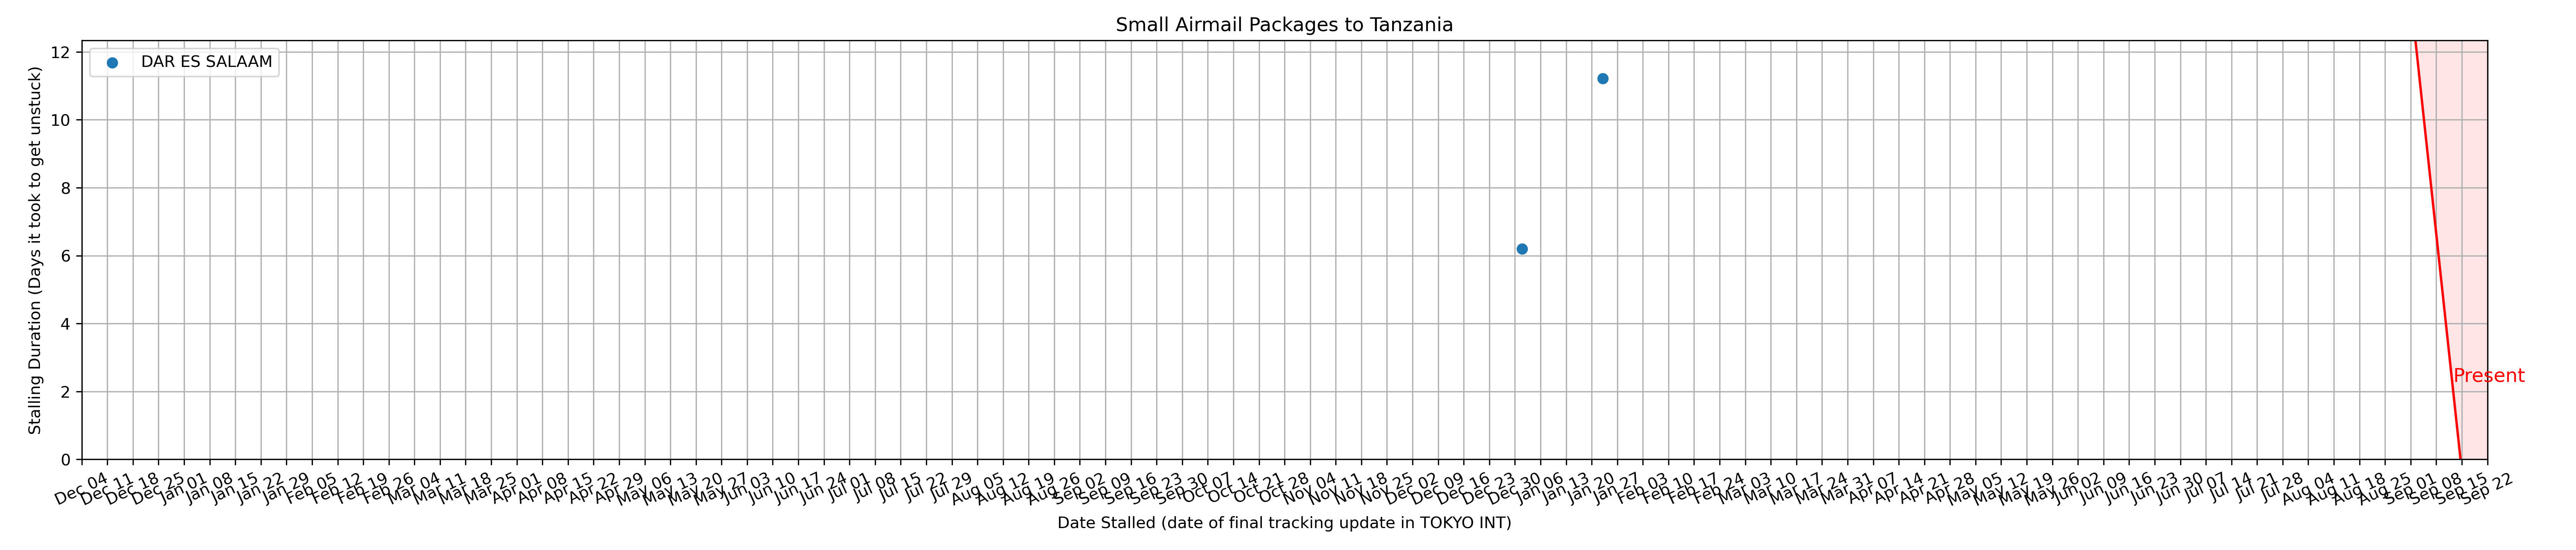 Small Airmail Packages to Tanzania
DAR ES SALAAM
Stalling Duration (Days it took to get unstuck)
12
10
8
6
4
2
0
Present
Dec 04
Dec 11
Dec 18
Dec 25
Jan 01
Jan 08
Jan 15
Jan 22
Jan 29
Feb 05
Feb 12
Feb 19
Feb 26
Mar 04
Mar 11
Mar 18
Mar 25
Apr 01
Apr 08
Apr 15
Apr 22
Apr 29
May 06
May 13
May 20
May 27
Jun 03
Jun 10
Jun 17
Jun 24
Jul 01
Jul 08
Jul 15
Jul 22
Jul 29
Aug 05
Aug 12
Aug 19
Aug 26
Sep 02
Sep 09
Sep 16
Sep 23
Sep 30
Oct 07
Oct 14
Oct 21
Oct 28
Nov 04
Nov 11
Nov 18
Nov 25
Dec 02
Dec 09
Dec 16
Dec 23
Dec 30
Jan 06
Jan 13
Jan 20
Jan 27
Feb 03
Feb 10
Feb 17
Feb 24
Mar 03
Mar 10
Mar 17
Mar 24
Mar 31
Apr 07
Apr 14
Apr 21
Apr 28
May 05
May 12
May 19
May 26
Jun 02
Jun 09
Jun 16
Jun 23
Jun 30
Jul 07
Jul 14
Jul 21
Jul 28
Aug 04
Aug 11
Aug 18
Aug 25
Sep 01
Sep 08
Sep 15
Sep 22
Date Stalled (date of final tracking update in TOKYO INT)